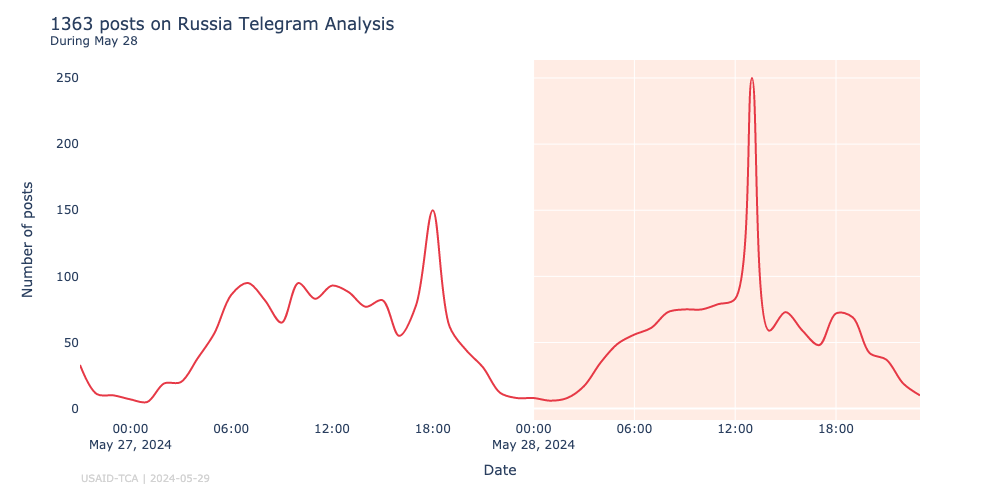 1363 posts on Russia Telegram Analysis
During May 28
250
200
150
100
50
0
Number of posts
00:00 06:00 12:00 18:00 00:00 06:00 12:00 18:00
May 27, 2024 May 28, 2024
Date
USAID-TCA | 2024-05-29